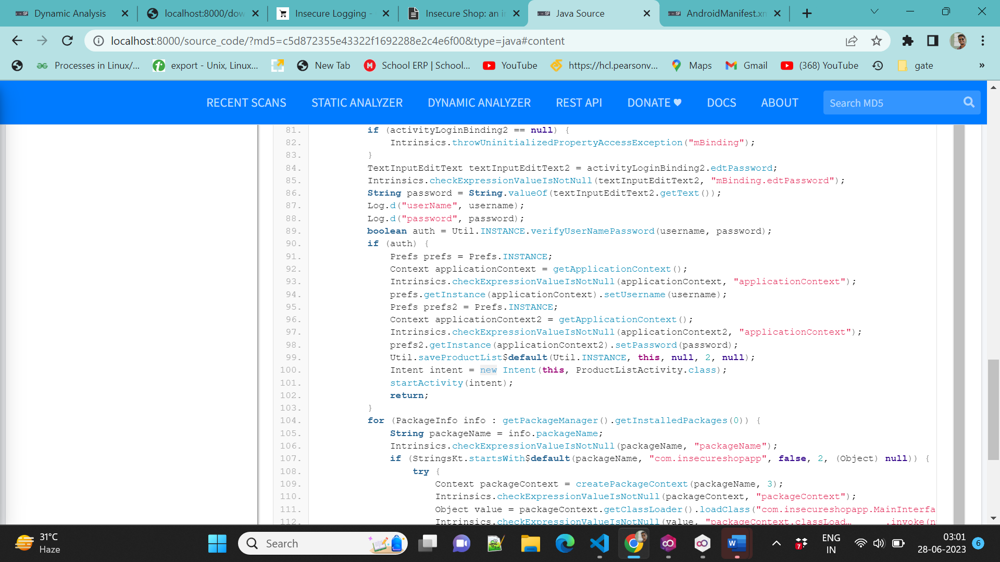 Dynamic Analysis
localhost:8000/dow
Insecure Logging -
Insecure Shop: an in
Java Source
AndroidManifest.xm
localhost:8000/source_code/?md5=c5d872355e43322f1692288e2c4e6f00&type=java#content
Processes in Linux/...
export - Unix, Linux...
New Tab
School ERP | School...
YouTube
https://hcl.pearsonv...
Maps
Gmail
(368) YouTube
gate
»
RECENT SCANS
STATIC ANALYZER
DYNAMIC ANALYZER
REST API
DONATE ♥
DOCS
ABOUT
Search MD5
81. if (activityLoginBinding2 == null) {
82. Intrinsics.throwUninitializedPropertyAccessException("mBinding");
83. }
84. TextInputEditText textInputEditText2 = activityLoginBinding2.edtPassword;
85. Intrinsics.checkExpressionValueIsNotNull(textInputEditText2, "mBinding.edtPassword");
86. String password = String.valueOf(textInputEditText2.getText());
87. Log.d("userName", username);
88. Log.d("password", password);
89. boolean auth = Util.INSTANCE.verifyUserNamePassword(username, password);
90. if (auth) {
91. Prefs prefs = Prefs.INSTANCE;
92. Context applicationContext = getApplicationContext();
93. Intrinsics.checkExpressionValueIsNotNull(applicationContext, "applicationContext");
94. prefs.getInstance(applicationContext).setUsername(username);
95. Prefs prefs2 = Prefs.INSTANCE;
96. Context applicationContext2 = getApplicationContext();
97. Intrinsics.checkExpressionValueIsNotNull(applicationContext2, "applicationContext");
98. prefs2.getInstance(applicationContext2).setPassword(password);
99. Util.saveProductList$default(Util.INSTANCE, this, null, 2, null);
100. Intent intent = new Intent(this, ProductListActivity.class);
101. startActivity(intent);
102. return;
103. }
104. for (PackageInfo info : getPackageManager().getInstalledPackages(0)) {
105. String packageName = info.packageName;
106. Intrinsics.checkExpressionValueIsNotNull(packageName, "packageName");
107. if (StringsKt.startsWith$default(packageName, "com.insecureshopapp", false, 2, (Object) null)) {
108. try {
109. Context packageContext = createPackageContext(packageName, 3);
110. Intrinsics.checkExpressionValueIsNotNull(packageContext, "packageContext");
111. Object value = packageContext.getClassLoader().loadClass("com.insecureshopapp.MainInterfa
112. Intrinsics.checkExpressionValueIsNotNull(value, "packageContext.classLoad… .invoke(n
31°C
Haze
Search
7
ENG
IN
03:01
28-06-2023
6